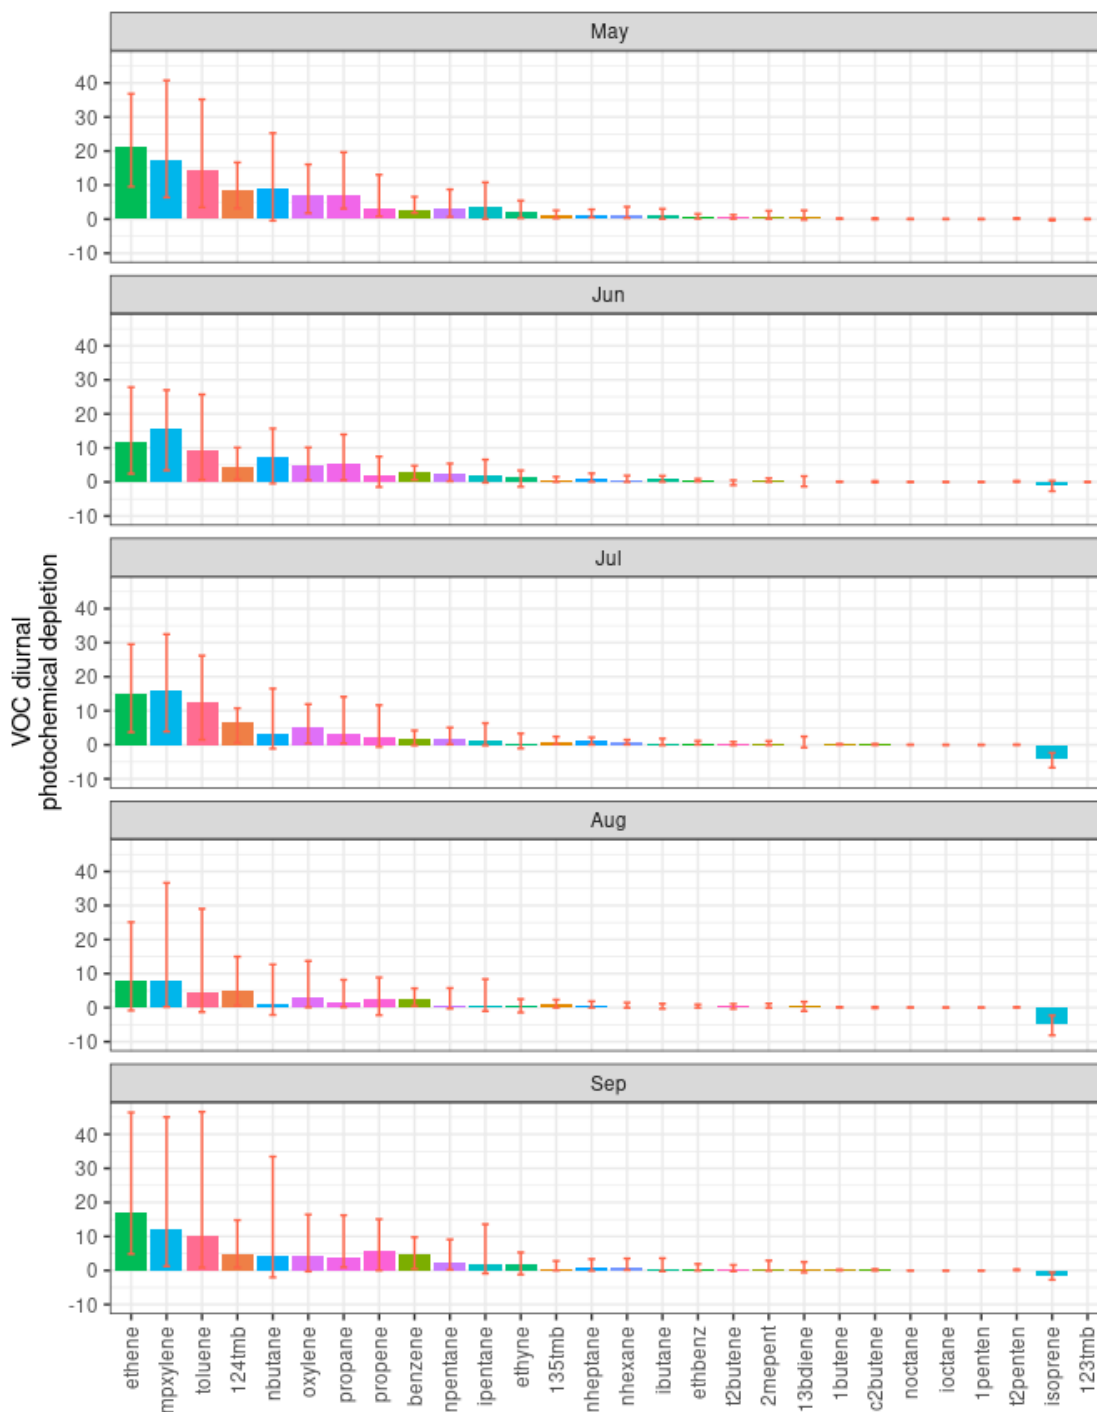 May
40
30
20
10
0
-10
Jun
40
30
20
10
0
-10
Jul
40
30
20
10
0
-10
Aug
40
30
20
10
0
-10
Sep
40
30
20
10
0
-10
VOC diurnal
photochemical depletion
ethene
mpxylene
toluene
124tmb
nbutane
oxylene
propane
propene
benzene
npentane
ipentane
ethyne
135tmb
nheptane
nhexane
ibutane
ethbenz
t2butene
2mepent
13bdiene
1butene
c2butene
noctane
ioctane
1penten
t2penten
isoprene
123tmb